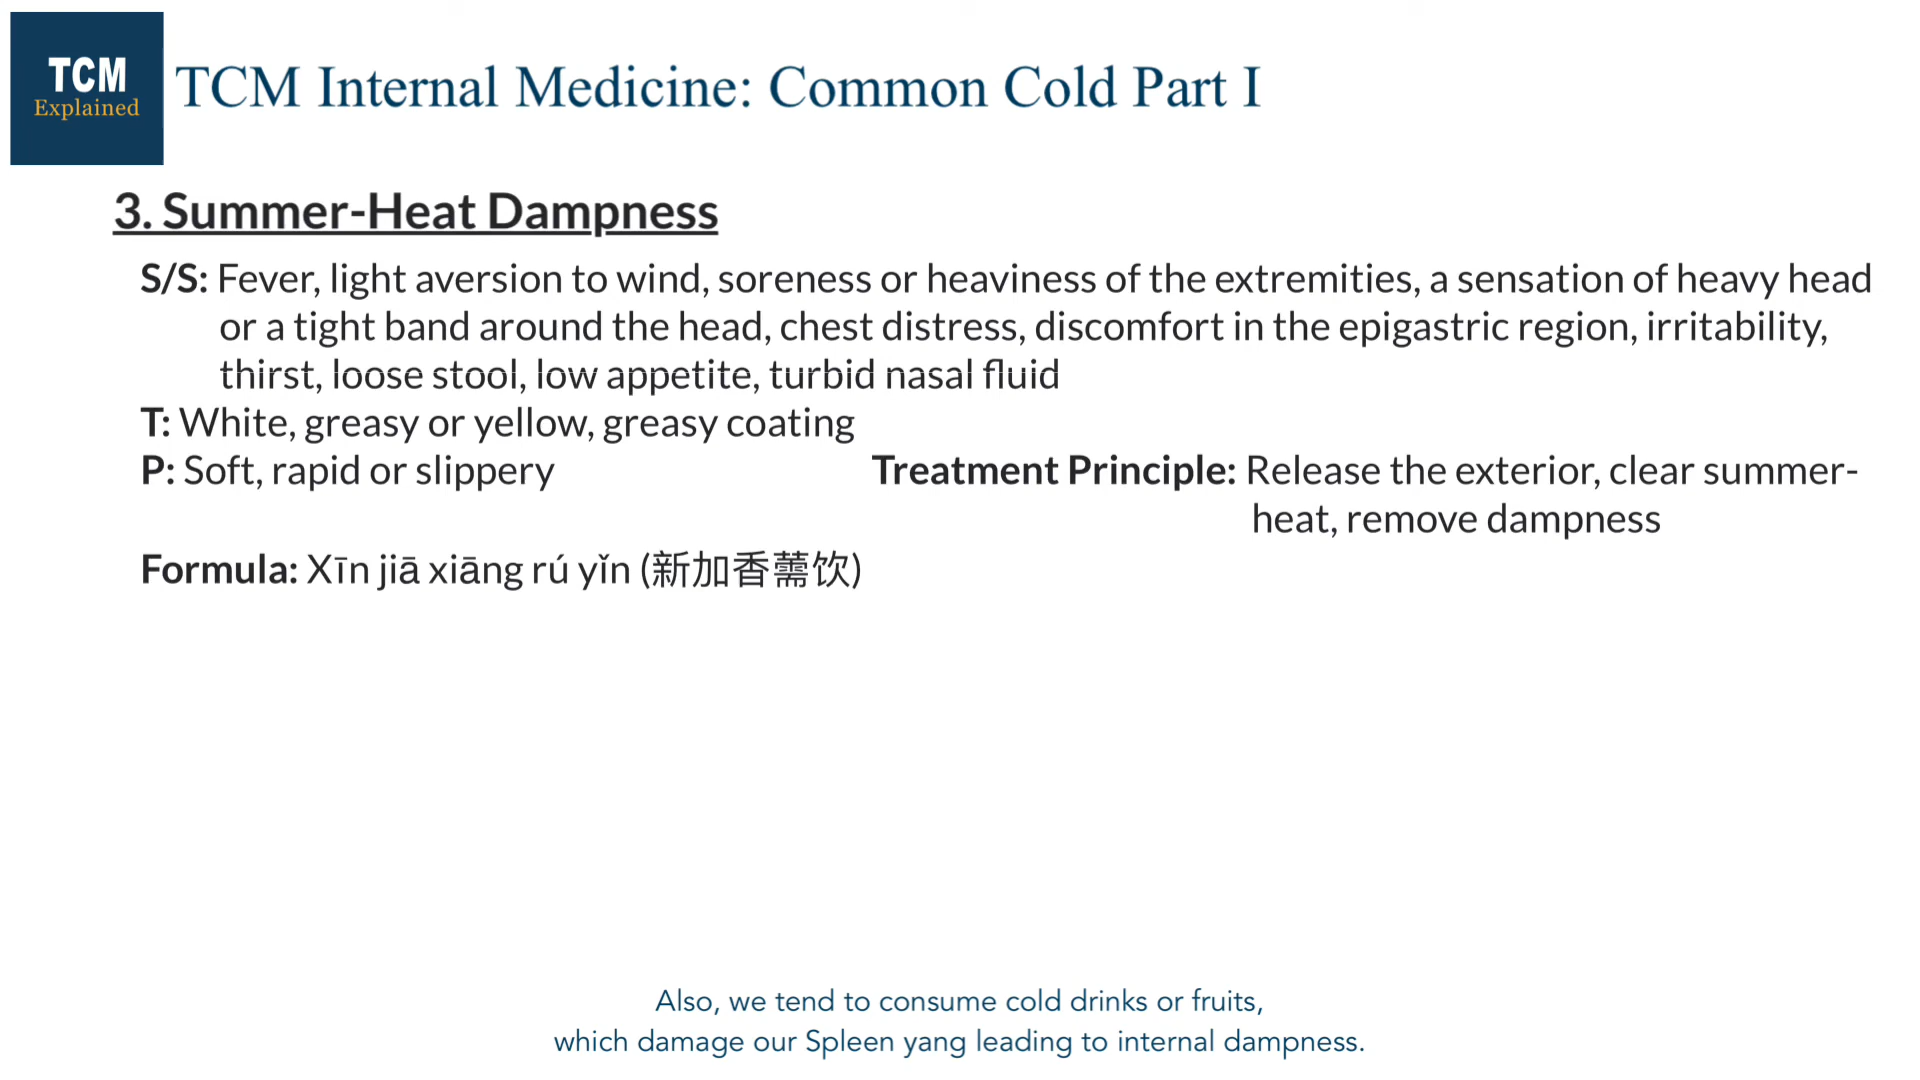 TCM
Explained
TCM Internal Medicine: Common Cold Part I
3. Summer-Heat Dampness
S/S: Fever, light aversion to wind, soreness or heaviness of the extremities, a sensation of heavy head
or a tight band around the head, chest distress, discomfort in the epigastric region, irritability,
thirst, loose stool, low appetite, turbid nasal fluid
T: White, greasy or yellow, greasy coating
P: Soft, rapid or slippery
Treatment Principle: Release the exterior, clear summer-
heat, remove dampness
Formula: Xīn jiā xiāng rú yǐn (新加香薷饮)
Also, we tend to consume cold drinks or fruits,
which damage our Spleen yang leading to internal dampness.